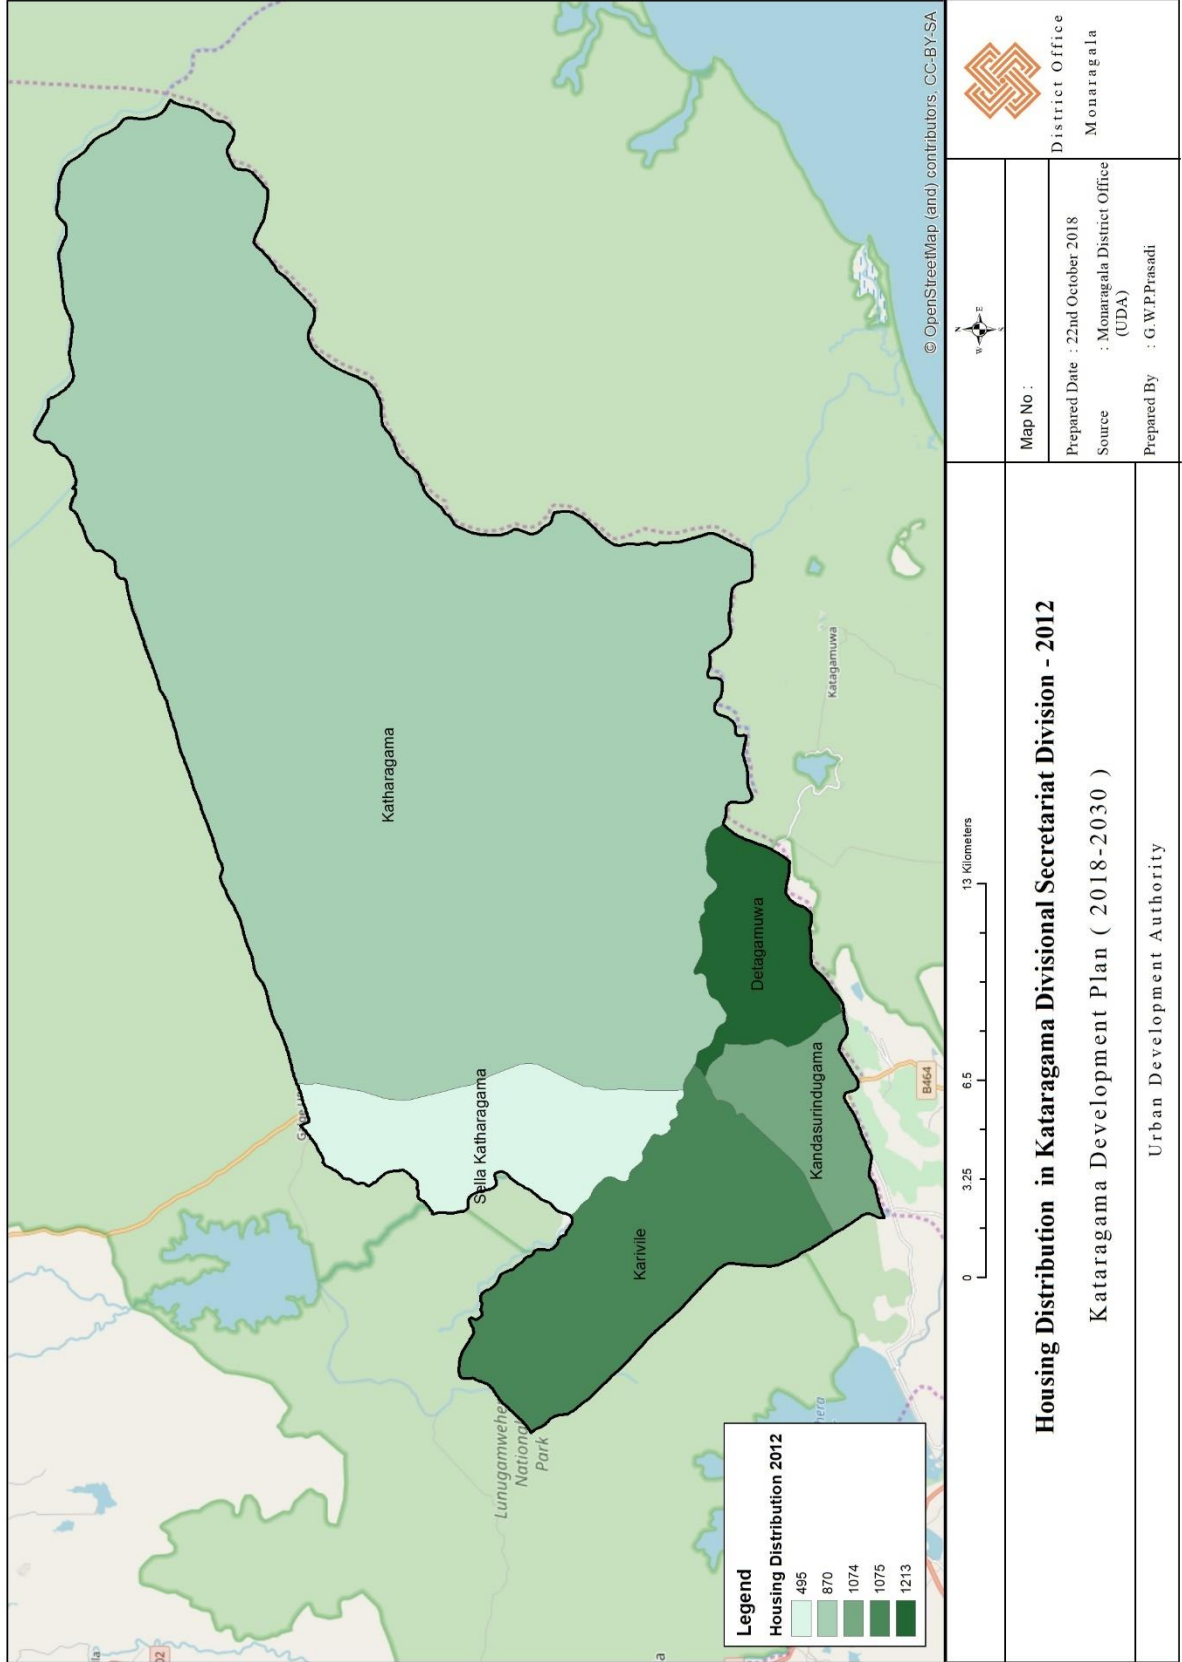 Katharagama
Sella Katharagama
Karivile
Detagamuwa
Kandasurindugama
Katagamuwa
Lunugamwehe
National
Park
B464
© OpenStreetMap (and) contributors, CC-BY-SA
Legend
Housing Distribution 2012
495
870
1074
1075
1213
0 3.25 6.5 13 Kilometers
Housing Distribution in Kataragama Divisional Secretariat Division - 2012
Kataragama Development Plan ( 2018-2030 )
Urban Development Authority
N
W E
S
Map No :
Prepared Date : 22nd October 2018
Source : Monaragala District Office
(UDA)
Prepared By : G.W.P.Prasadi
District Office
Monaragala